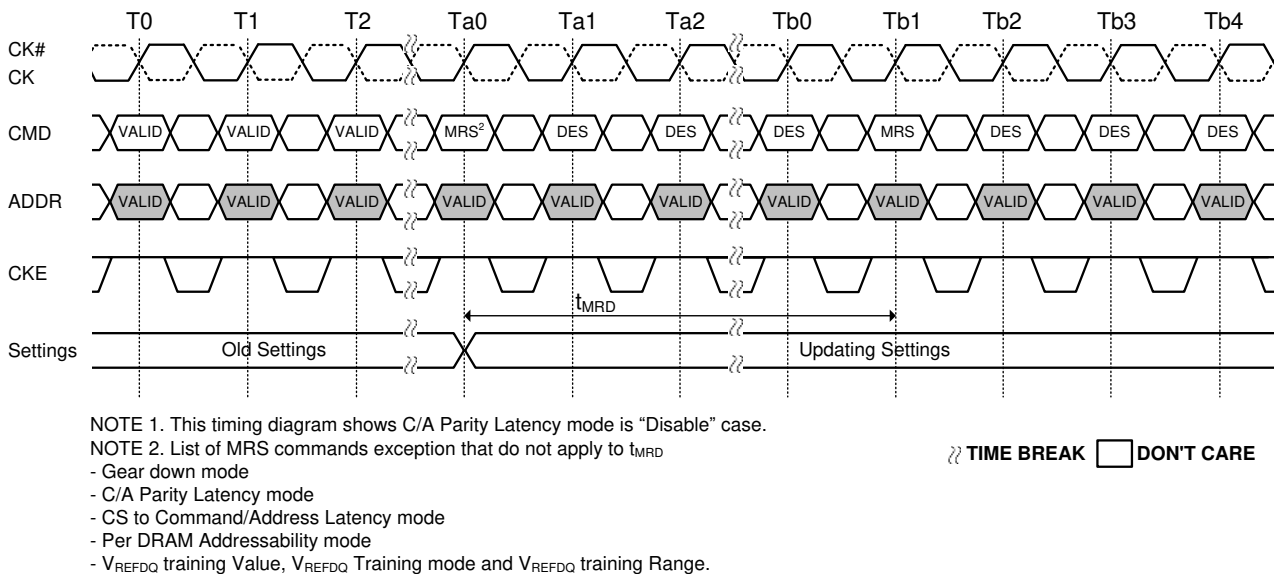 T0 T1 T2 Ta0 Ta1 Ta2 Tb0 Tb1 Tb2 Tb3 Tb4
CK#
CK
CMD VALID VALID VALID MRS² DES DES DES MRS DES DES DES
ADDR VALID VALID VALID VALID VALID VALID VALID VALID VALID VALID VALID
CKE
tMRD
Settings Old Settings Updating Settings
NOTE 1. This timing diagram shows C/A Parity Latency mode is “Disable” case.
NOTE 2. List of MRS commands exception that do not apply to tMRD
- Gear down mode
- C/A Parity Latency mode
- CS to Command/Address Latency mode
- Per DRAM Addressability mode
- VREFDQ training Value, VREFDQ Training mode and VREFDQ training Range.
TIME BREAK DON'T CARE